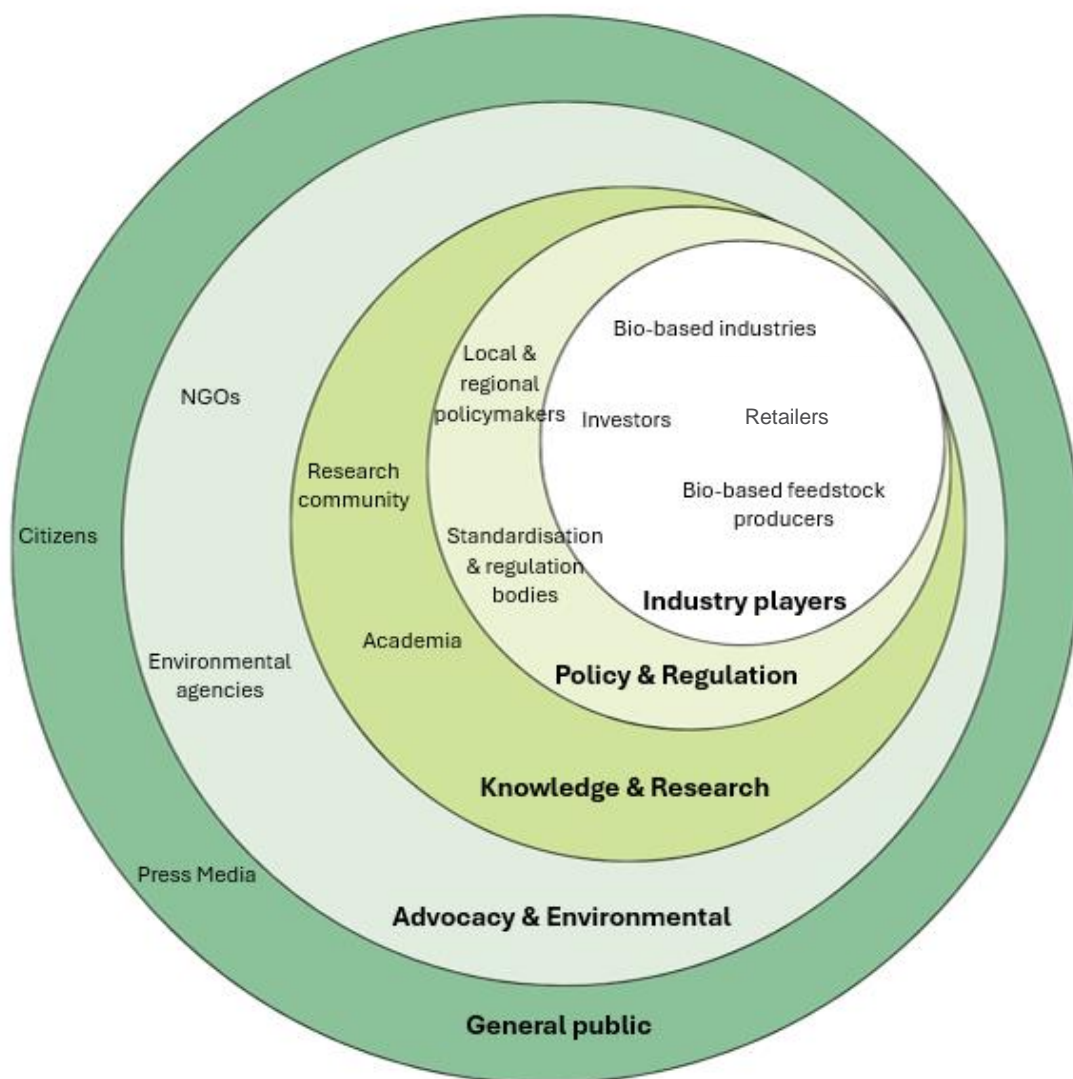 Bio-based industries
Local &
regional
policymakers
Investors
Retailers
NGOs
Research
community
Bio-based feedstock
producers
Citizens
Standardisation
& regulation
bodies
Industry players
Academia
Environmental
agencies
Policy & Regulation
Knowledge & Research
Press Media
Advocacy & Environmental
General public